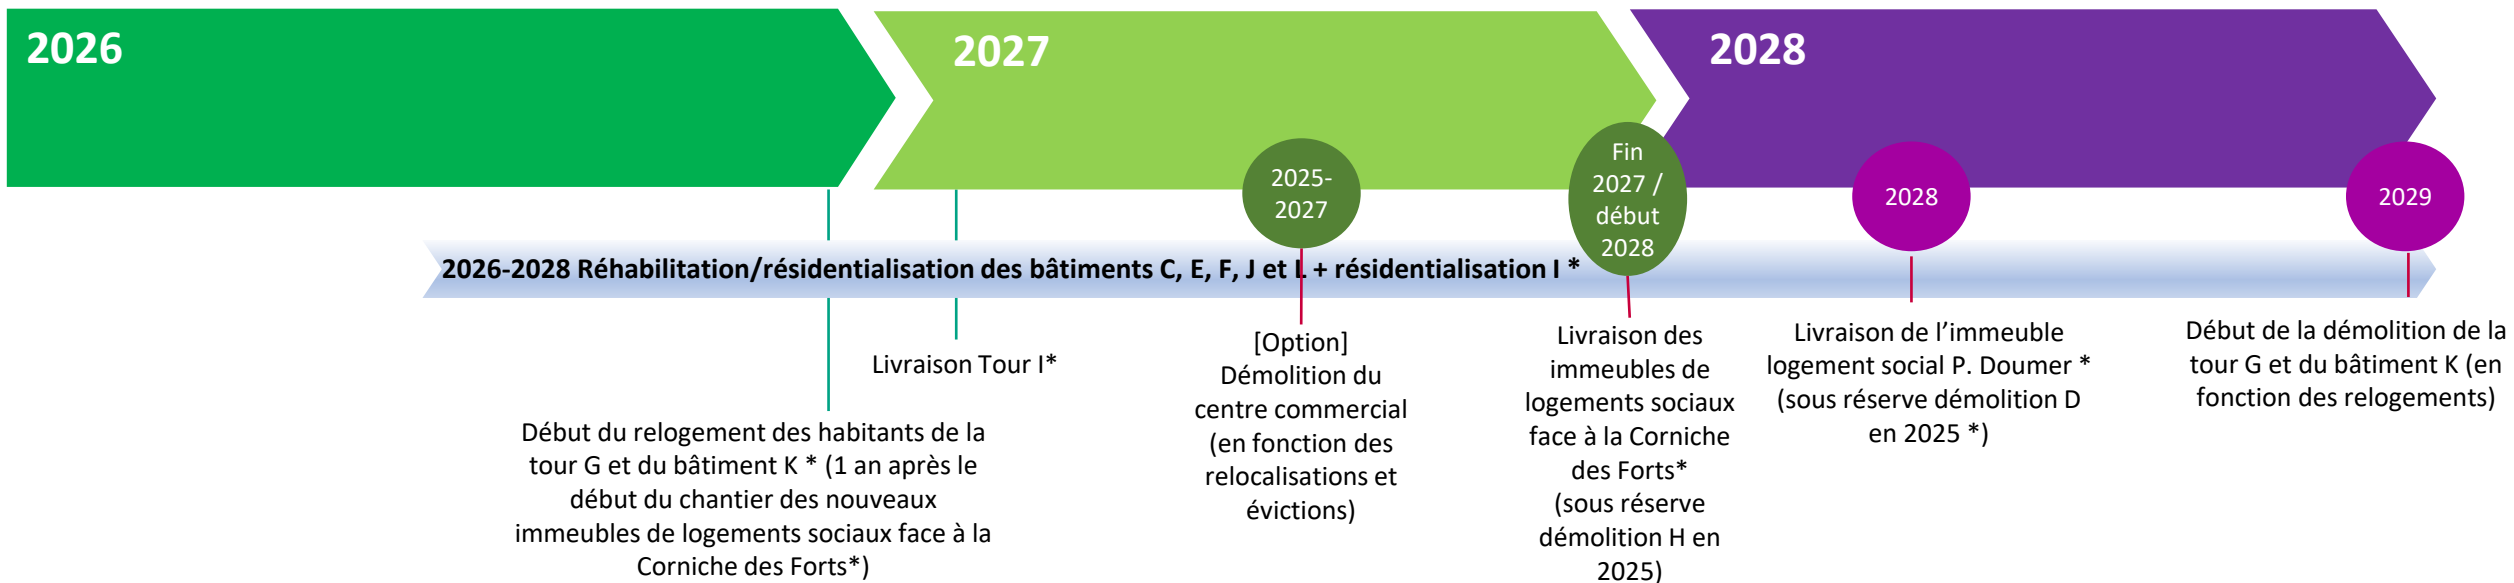 2026
2027
2028
2025-
2027
Fin
2027 /
début
2028
2028
2029
2026-2028 Réhabilitation/résidentialisation des bâtiments C, E, F, J et L + résidentialisation I *
Début du relogement des habitants de la
tour G et du bâtiment K * (1 an après le
début du chantier des nouveaux
immeubles de logements sociaux face à la
Corniche des Forts*)
Livraison Tour I*
[Option]
Démolition du
centre commercial
(en fonction des
relocalisations et
évictions)
Livraison des
immeubles de
logements sociaux
face à la Corniche
des Forts*
(sous réserve
démolition H en
2025)
Livraison de l’immeuble
logement social P. Doumer *
(sous réserve démolition D
en 2025 *)
Début de la démolition de la
tour G et du bâtiment K (en
fonction des relogements)